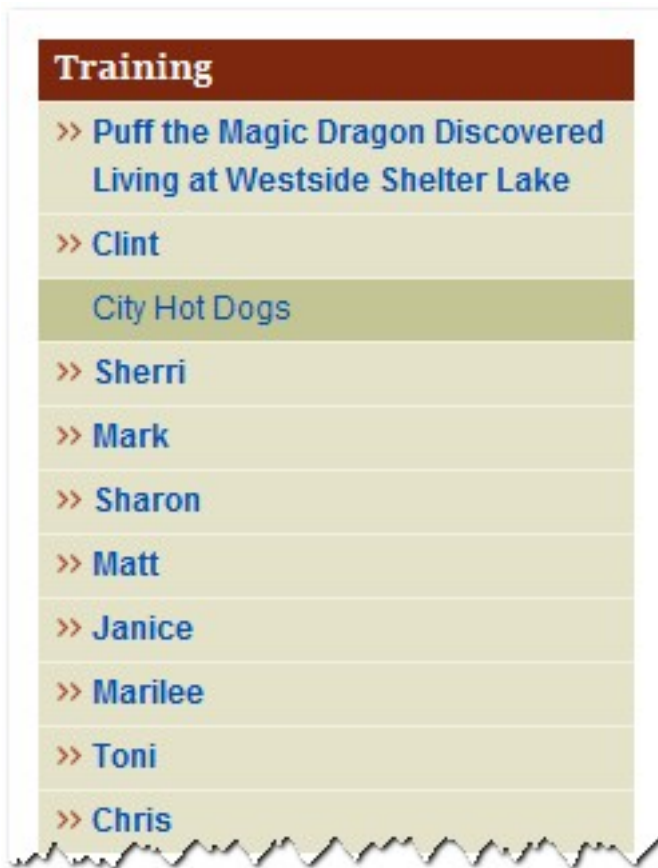 Training
>> Puff the Magic Dragon Discovered
Living at Westside Shelter Lake
>> Clint
City Hot Dogs
>> Sherri
>> Mark
>> Sharon
>> Matt
>> Janice
>> Marilee
>> Toni
>> Chris